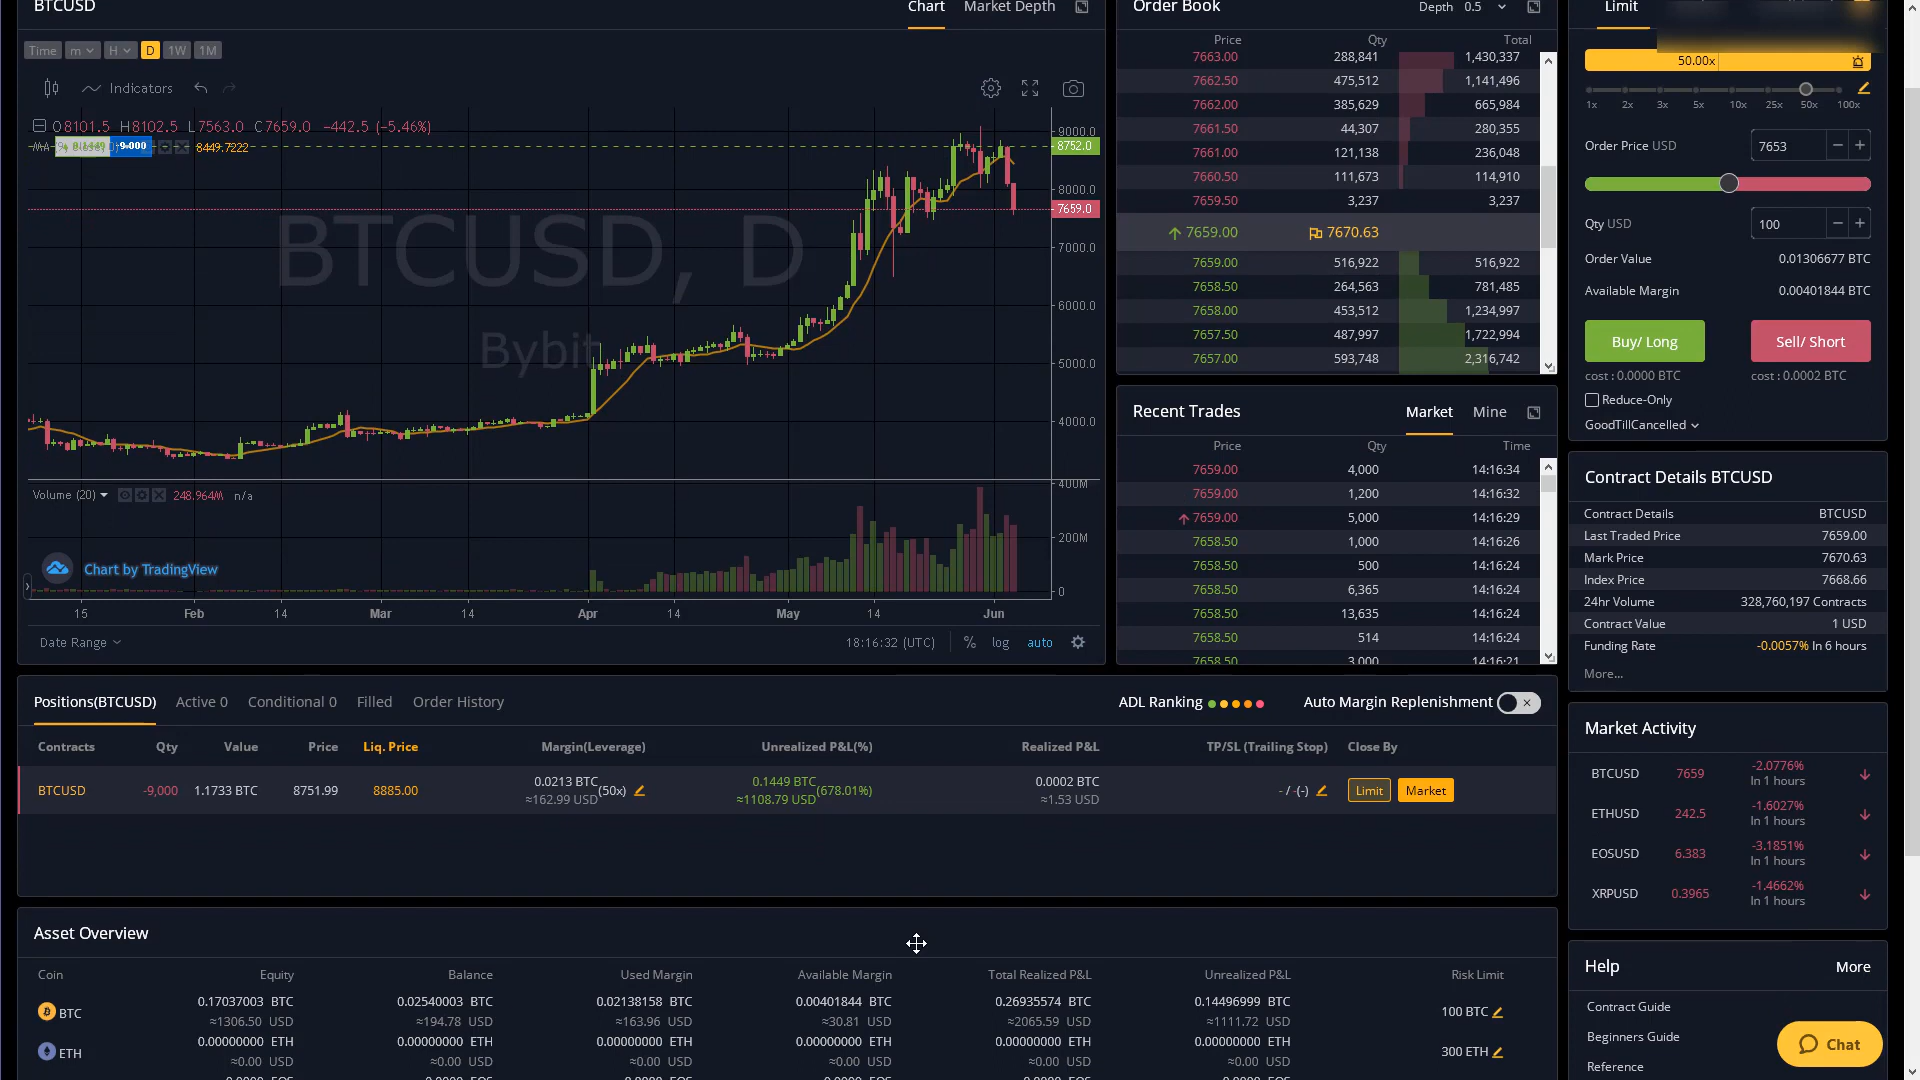 BTCUSD
Chart Market Depth
Time m H D 1W 1M
Indicators
O8101.5 H8102.5 L7563.0 C7659.0 −442.5 (−5.46%)
MA
-9,000
8449.7222
BTCUSD, D
Bybit
9000.0
8752.0
8000.0
7659.0
7000.0
6000.0
5000.0
4000.0
Volume (20) 248.964M n/a
400M
200M
0
Chart by TradingView
15 Feb 14 Mar 14 Apr 14 May 14 Jun
Date Range 18:16:32 (UTC) % log auto
Order Book Depth 0.5
Price Qty Total
7663.00 288,841 1,430,337
7662.50 475,512 1,141,496
7662.00 385,629 665,984
7661.50 44,307 280,355
7661.00 121,138 236,048
7660.50 111,673 114,910
7659.50 3,237 3,237
7659.00 7670.63
7659.00 516,922 516,922
7658.50 264,563 781,485
7658.00 453,512 1,234,997
7657.50 487,997 1,722,994
7657.00 593,748 2,316,742
Recent Trades Market Mine
Price Qty Time
7659.00 4,000 14:16:34
7659.00 1,200 14:16:32
7659.00 5,000 14:16:29
7658.50 1,000 14:16:26
7658.50 500 14:16:24
7658.50 6,365 14:16:24
7658.50 13,635 14:16:24
7658.50 514 14:16:24
7658.50 3,000 14:16:21
Limit
50.00x
1x 2x 3x 5x 10x 25x 50x 100x
Order Price USD 7653 − +
Qty USD 100 − +
Order Value 0.01306677 BTC
Available Margin 0.00401844 BTC
Buy/ Long Sell/ Short
cost : 0.0000 BTC cost : 0.0002 BTC
Reduce-Only
GoodTillCancelled
Contract Details BTCUSD
Contract Details BTCUSD
Last Traded Price 7659.00
Mark Price 7670.63
Index Price 7668.66
24hr Volume 328,760,197 Contracts
Contract Value 1 USD
Funding Rate -0.0057% In 6 hours
More...
Positions(BTCUSD) Active 0 Conditional 0 Filled Order History
ADL Ranking Auto Margin Replenishment
Contracts Qty Value Price Liq. Price Margin(Leverage) Unrealized P&L(%) Realized P&L TP/SL (Trailing Stop) Close By
BTCUSD -9,000 1.1733 BTC 8751.99 8885.00 0.0213 BTC (50x) 0.1449 BTC (678.01%) 0.0002 BTC - / -(-) Limit Market
≈162.99 USD ≈1108.79 USD ≈1.53 USD
Market Activity
BTCUSD 7659 -2.0776%
In 1 hours
ETHUSD 242.5 -1.6027%
In 1 hours
EOSUSD 6.383 -3.1851%
In 1 hours
XRPUSD 0.3965 -1.4662%
In 1 hours
Asset Overview
Coin Equity Balance Used Margin Available Margin Total Realized P&L Unrealized P&L Risk Limit
BTC 0.17037003 BTC 0.02540003 BTC 0.02138158 BTC 0.00401844 BTC 0.26935574 BTC 0.14496999 BTC 100 BTC
≈1306.50 USD ≈194.78 USD ≈163.96 USD ≈30.81 USD ≈2065.59 USD ≈1111.72 USD
ETH 0.00000000 ETH 0.00000000 ETH 0.00000000 ETH 0.00000000 ETH 0.00000000 ETH 0.00000000 ETH 300 ETH
≈0.00 USD ≈0.00 USD ≈0.00 USD ≈0.00 USD ≈0.00 USD ≈0.00 USD
Help More
Contract Guide
Beginners Guide
Reference
Chat